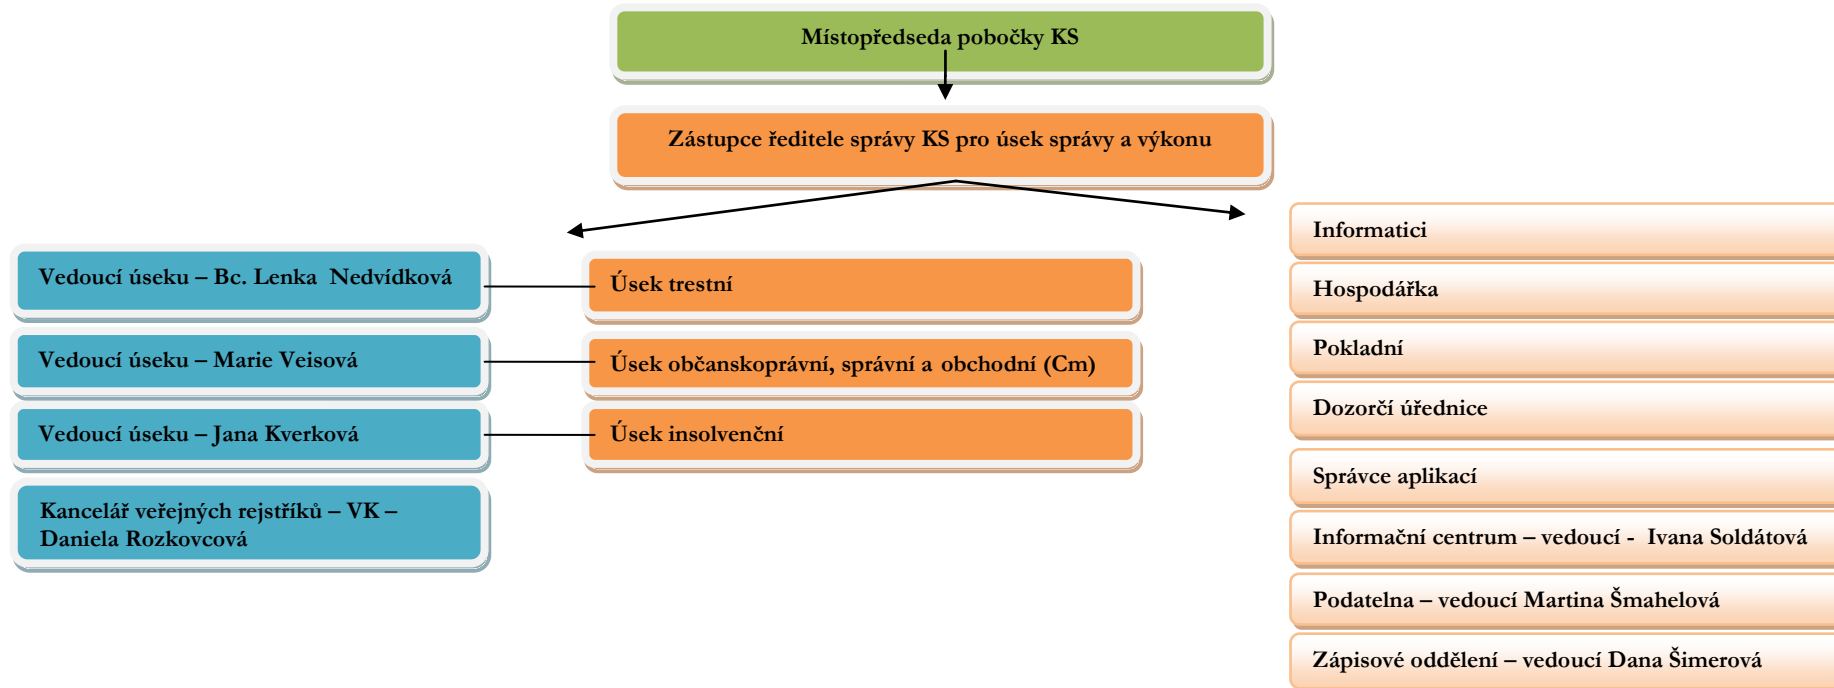 Místopředseda pobočky KS
Zástupce ředitele správy KS pro úsek správy a výkonu
Vedoucí úseku – Bc. Lenka Nedvídková
Úsek trestní
Vedoucí úseku – Marie Veisová
Úsek občanskoprávní, správní a obchodní (Cm)
Vedoucí úseku – Jana Kverková
Úsek insolvenční
Kancelář veřejných rejstříků – VK –
Daniela Rozkovcová
Informatici
Hospodářka
Pokladní
Dozorčí úřednice
Správce aplikací
Informační centrum – vedoucí - Ivana Soldátová
Podatelna – vedoucí Martina Šmahelová
Zápisové oddělení – vedoucí Dana Šimerová